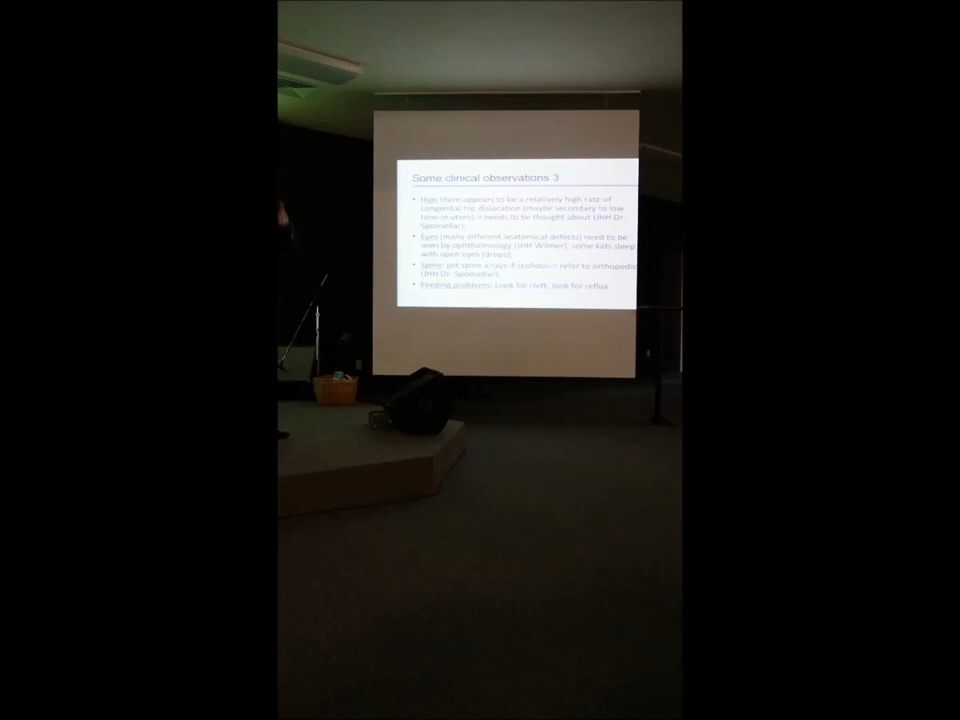 Some clinical observations 3
• Hips there appears to be a relatively high rate of
congenital hip dislocation (maybe secondary to low
tone in utero)-> needs to be thought about (JHH Dr.
Sponsellar);
• Eyes (many different anatomical defects) need to be
seen by ophthalmology (JHH Wilmer), some kids sleep
with open eyes (drops);
• Spine: get spine x rays if scoliosis-> refer to orthopedic
(JHH Dr. Sponsellar);
• Feeding problems: Look for cleft, look for reflux